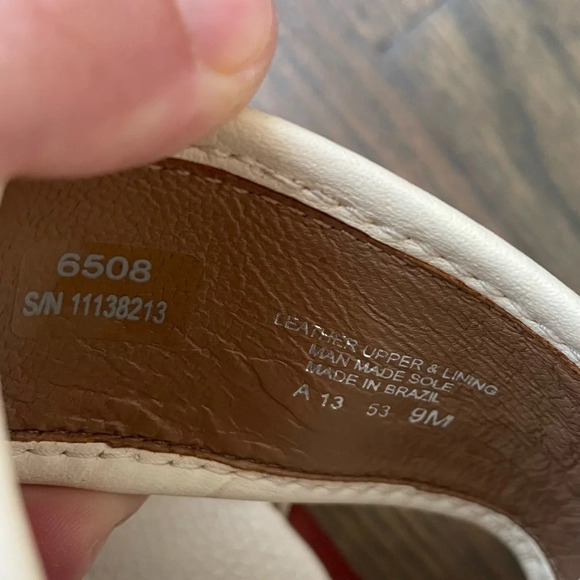 6508
S/N 11138213
LEATHER UPPER & LINING
MAN MADE SOLE
MADE IN BRAZIL
A 13 53 9M